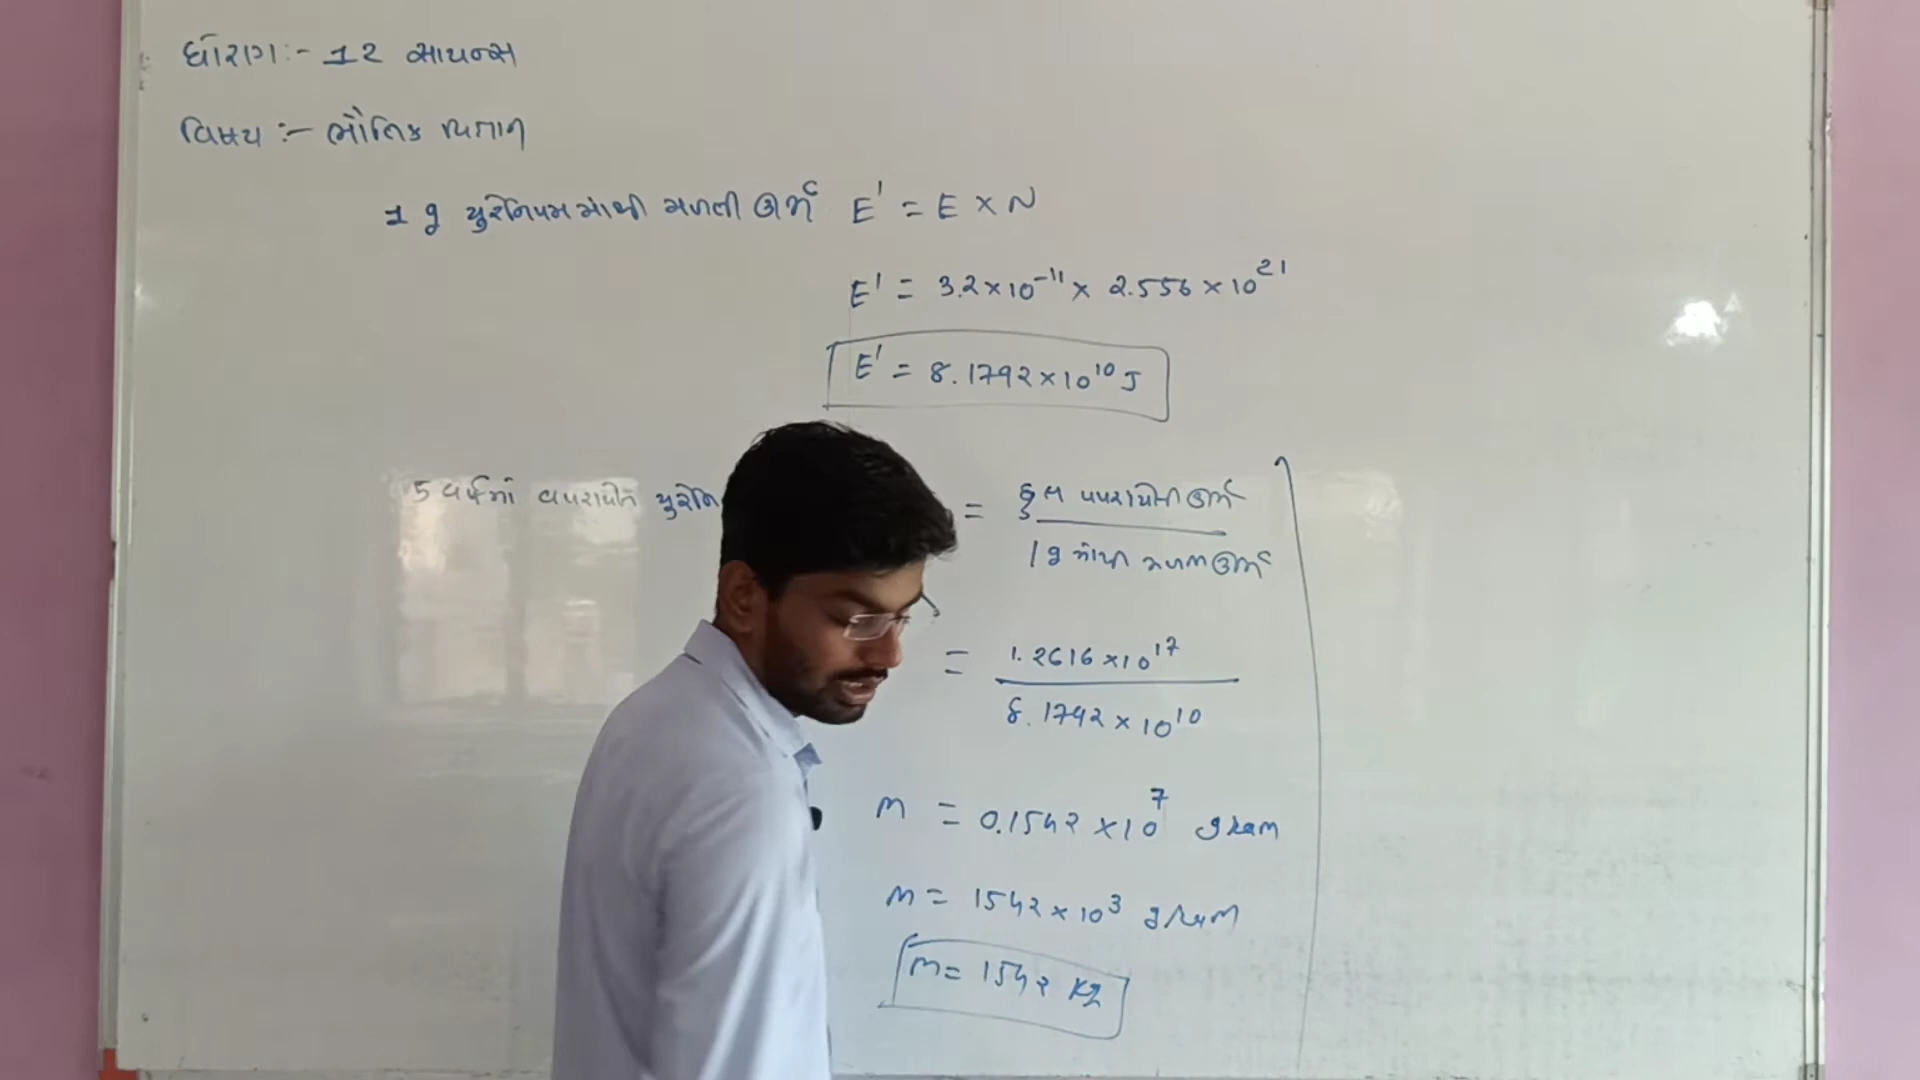 ધોરણ :- 12 સાયન્સ
વિષય :- ભૌતિક વિજ્ઞાન
1 g યુરેનિયમમાંથી મળતી ઊર્જા E' = E × N
E' = 3.2 × 10⁻¹¹ × 2.556 × 10²¹
E' = 8.1792 × 10¹⁰ J
5 વર્ષમાં વપરાયેલ યુરેનિ = કુલ વપરાયેલી ઊર્જા
1 g માંથી મળતી ઊર્જા
= 1.2616 × 10¹⁷
8.1792 × 10¹⁰
m = 0.1542 × 10⁷ gram
m = 1542 × 10³ gram
m = 1542 kg